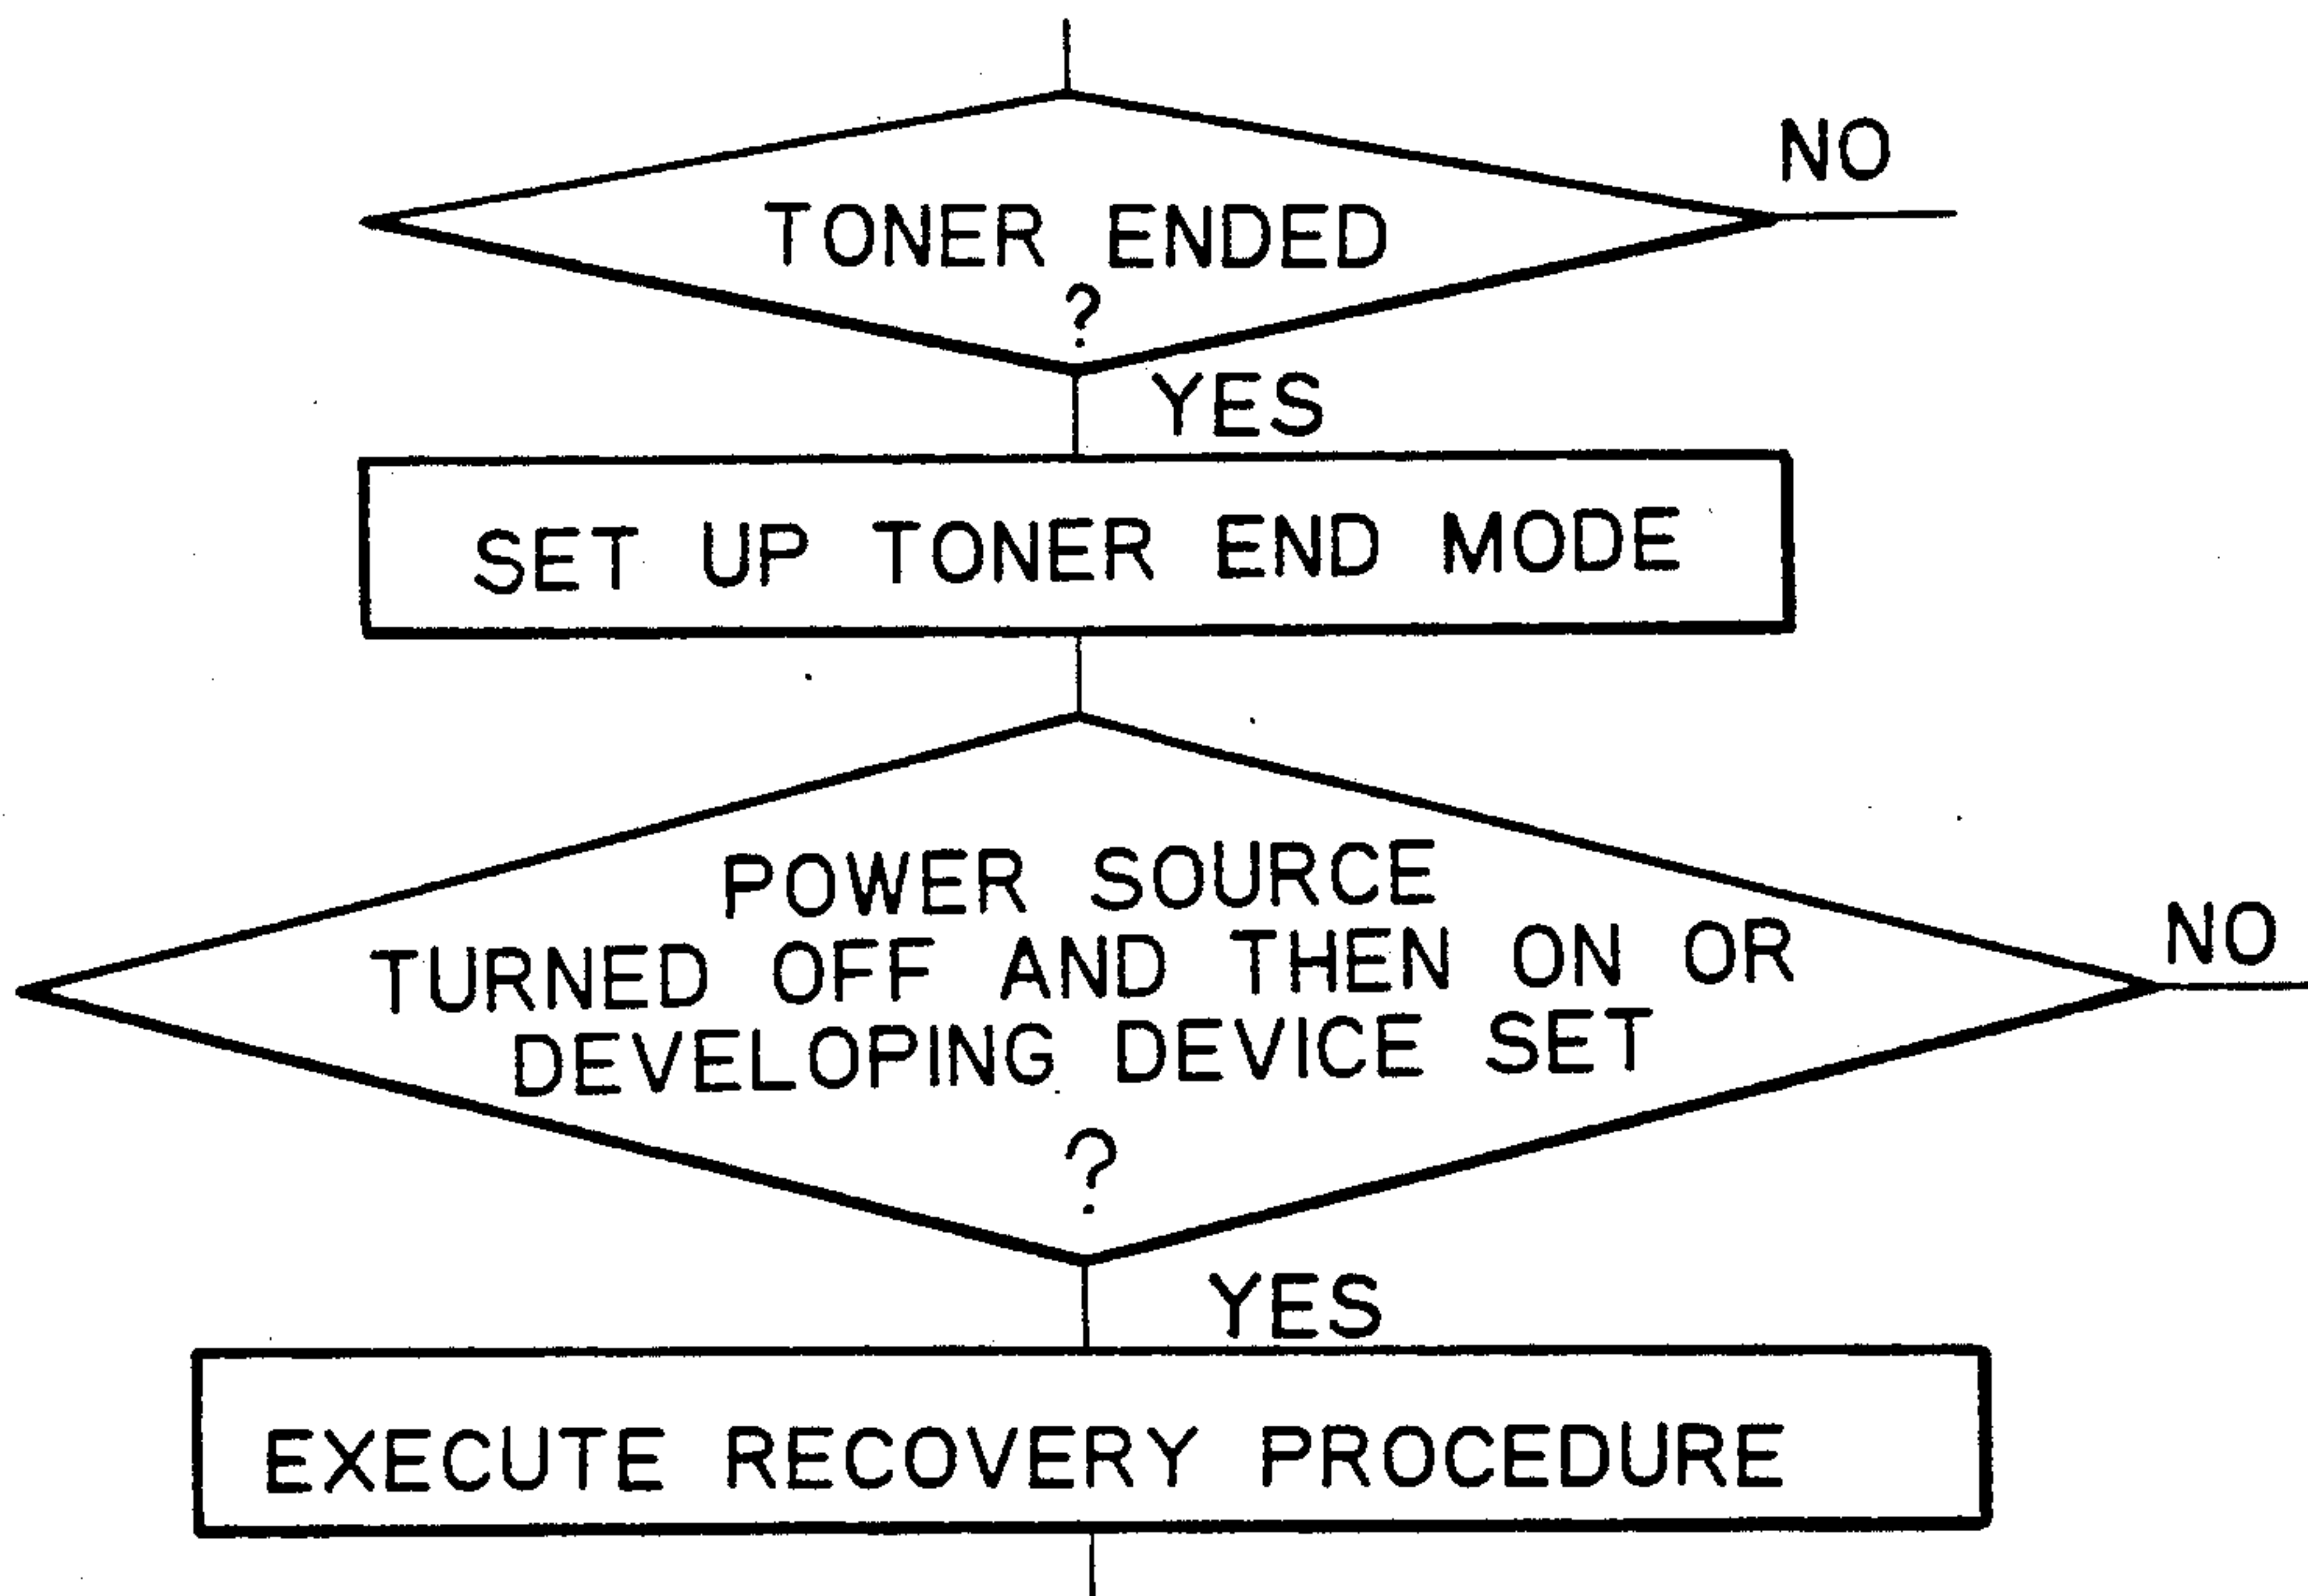 NO
TONER ENDED
?
YES
SET UP TONER END MODE
POWER SOURCE
TURNED OFF AND THEN ON OR
DEVELOPING DEVICE SET
?
NO
YES
EXECUTE RECOVERY PROCEDURE